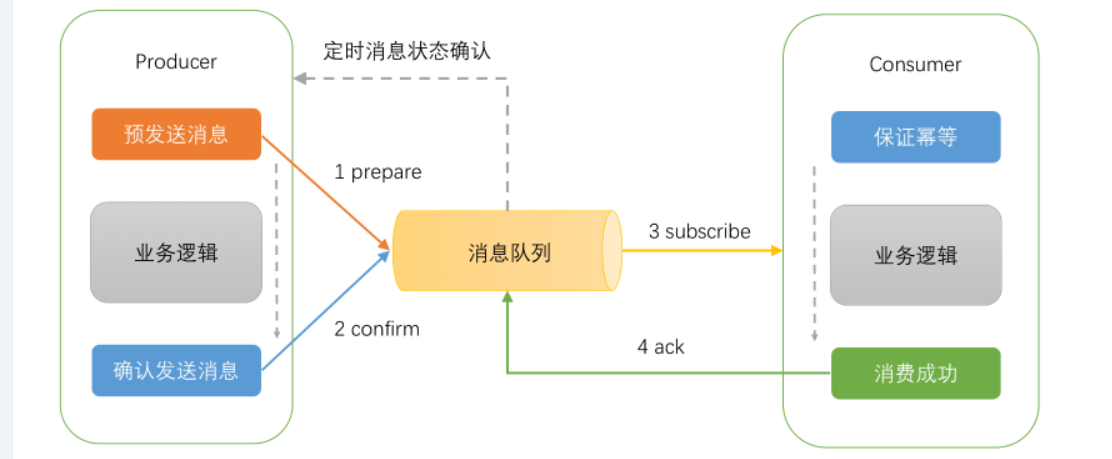 Producer
预发送消息
业务逻辑
确认发送消息
定时消息状态确认
1 prepare
2 confirm
消息队列
3 subscribe
4 ack
Consumer
保证幂等
业务逻辑
消费成功